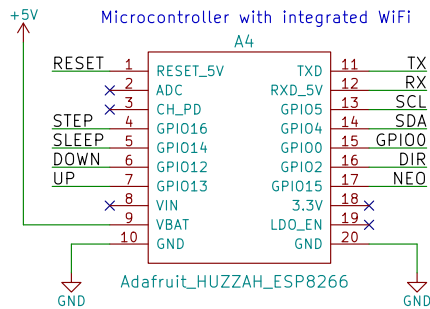 +5V
Microcontroller with integrated WiFi
A4
RESET 1 RESET_5V TXD 11 TX
2 ADC RXD_5V 12 RX
3 CH_PD GPIO5 13 SCL
STEP 4 GPIO16 GPIO4 14 SDA
SLEEP 5 GPIO14 GPIO0 15 GPIO0
DOWN 6 GPIO12 GPIO2 16 DIR
UP 7 GPIO13 GPIO15 17 NEO
8 VIN 3.3V 18
9 VBAT LDO_EN 19
10 GND GND 20
Adafruit_HUZZAH_ESP8266
GND GND